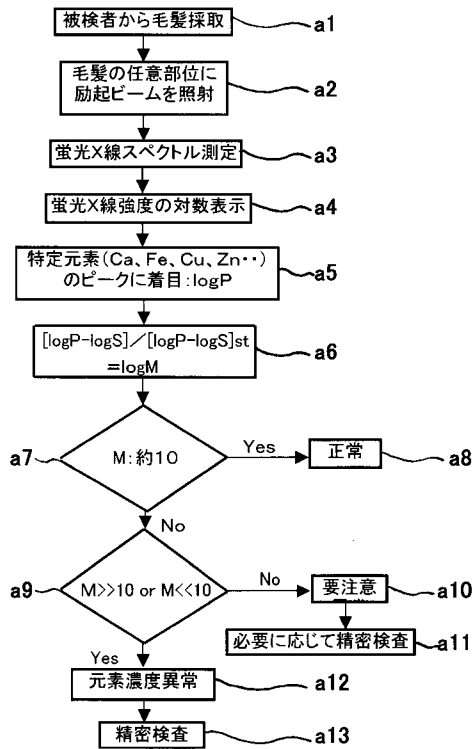 被検者から毛髪採取
a1
毛髪の任意部位に
励起ビームを照射
a2
蛍光X線スペクトル測定
a3
蛍光X線強度の対数表示
a4
特定元素(Ca、Fe、Cu、Zn‥)
のピークに着目:logP
a5
[logP-logS]/[logP-logS]st
=logM
a6
a7
M:約10
Yes
正常
a8
No
a9
M>>10 or M<<10
No
要注意
a10
必要に応じて精密検査
a11
Yes
元素濃度異常
a12
精密検査
a13